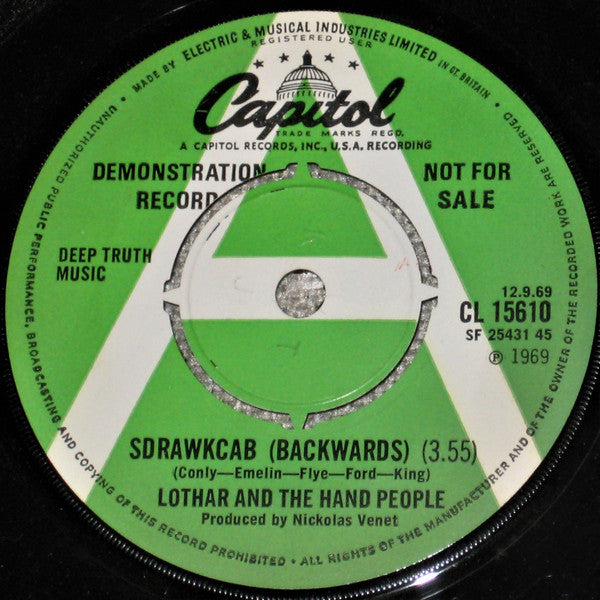 MADE BY ELECTRIC & MUSICAL INDUSTRIES LIMITED IN GT. BRITAIN •
REGISTERED USER
Capitol
TRADE MARKS REGD.
A CAPITOL RECORDS, INC., U.S.A. RECORDING
DEMONSTRATION
RECORD
NOT FOR
SALE
DEEP TRUTH
MUSIC
12.9.69
CL 15610
SF 25431 45
Ⓟ 1969
A
SDRAWKCAB (BACKWARDS) (3.55)
(Conly—Emelin—Flye—Ford—King)
LOTHAR AND THE HAND PEOPLE
Produced by Nickolas Venet
UNAUTHORIZED PUBLIC PERFORMANCE, BROADCASTING AND COPYING OF THIS RECORD PROHIBITED • ALL RIGHTS OF THE MANUFACTURER AND OF THE OWNER OF THE RECORDED WORK ARE RESERVED •